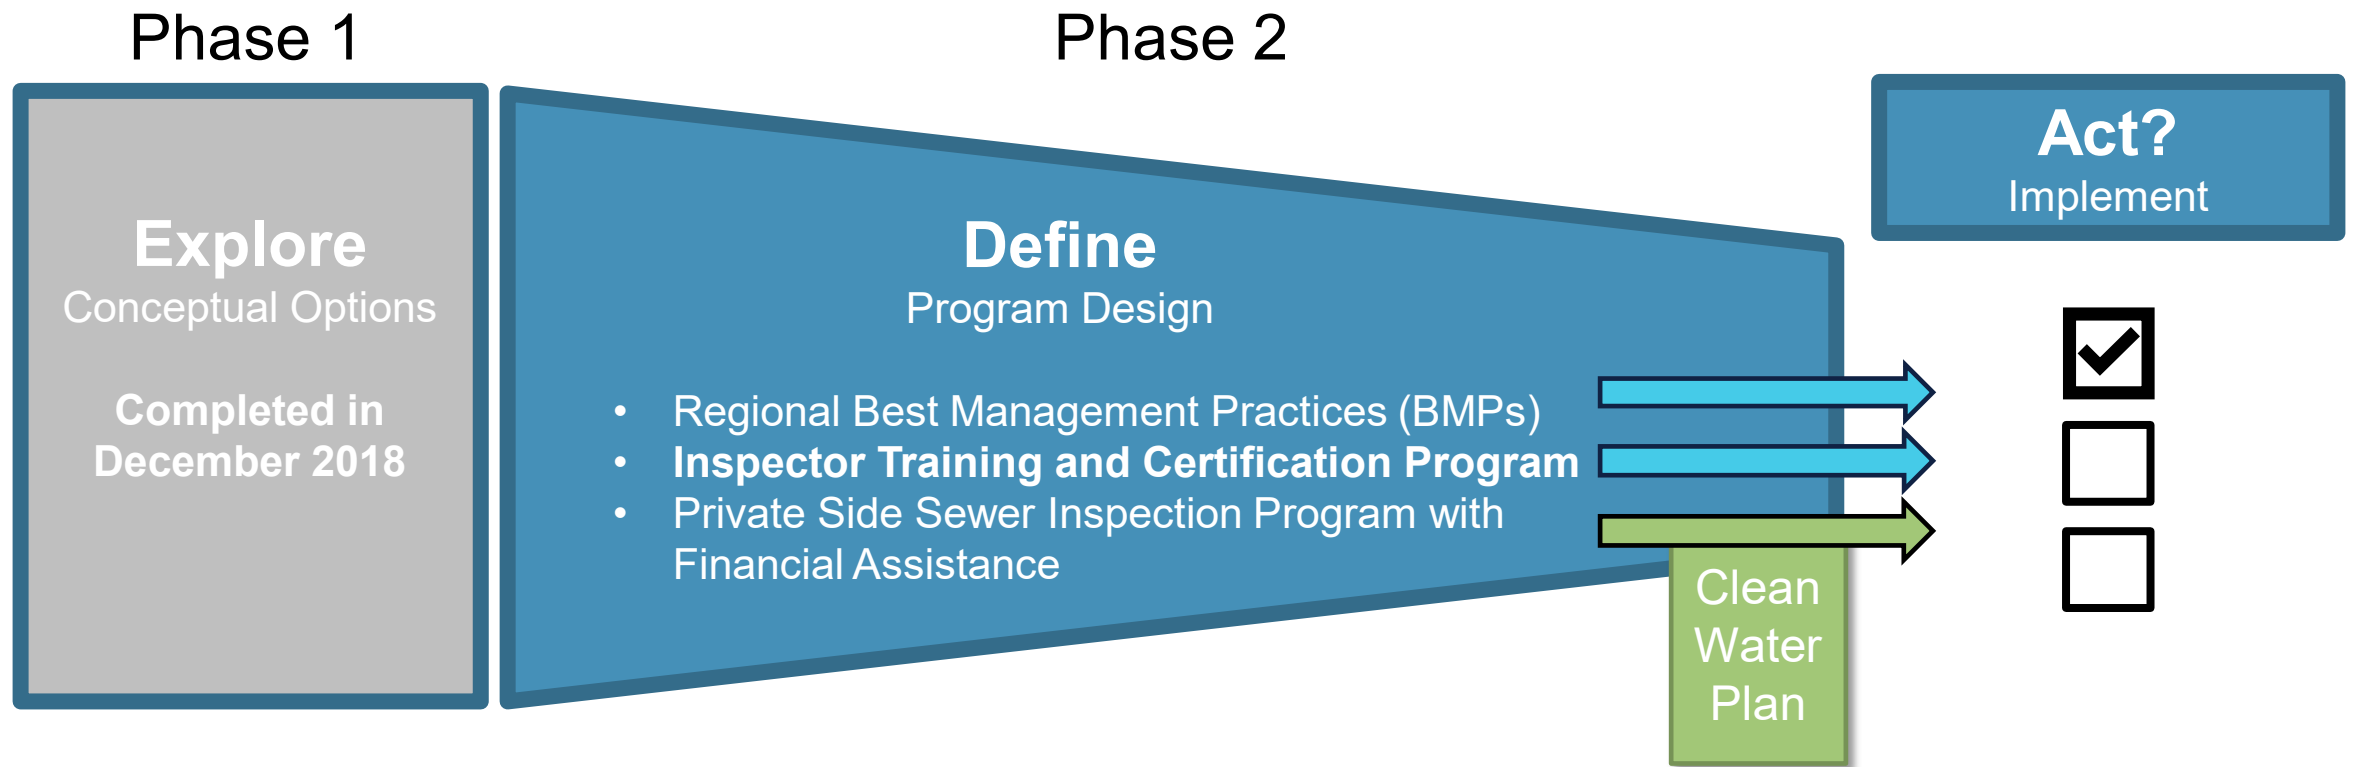 Phase 1
Phase 2
Explore
Conceptual Options
Completed in
December 2018
Define
Program Design
• Regional Best Management Practices (BMPs)
• Inspector Training and Certification Program
• Private Side Sewer Inspection Program with
Financial Assistance
Clean
Water
Plan
Act?
Implement